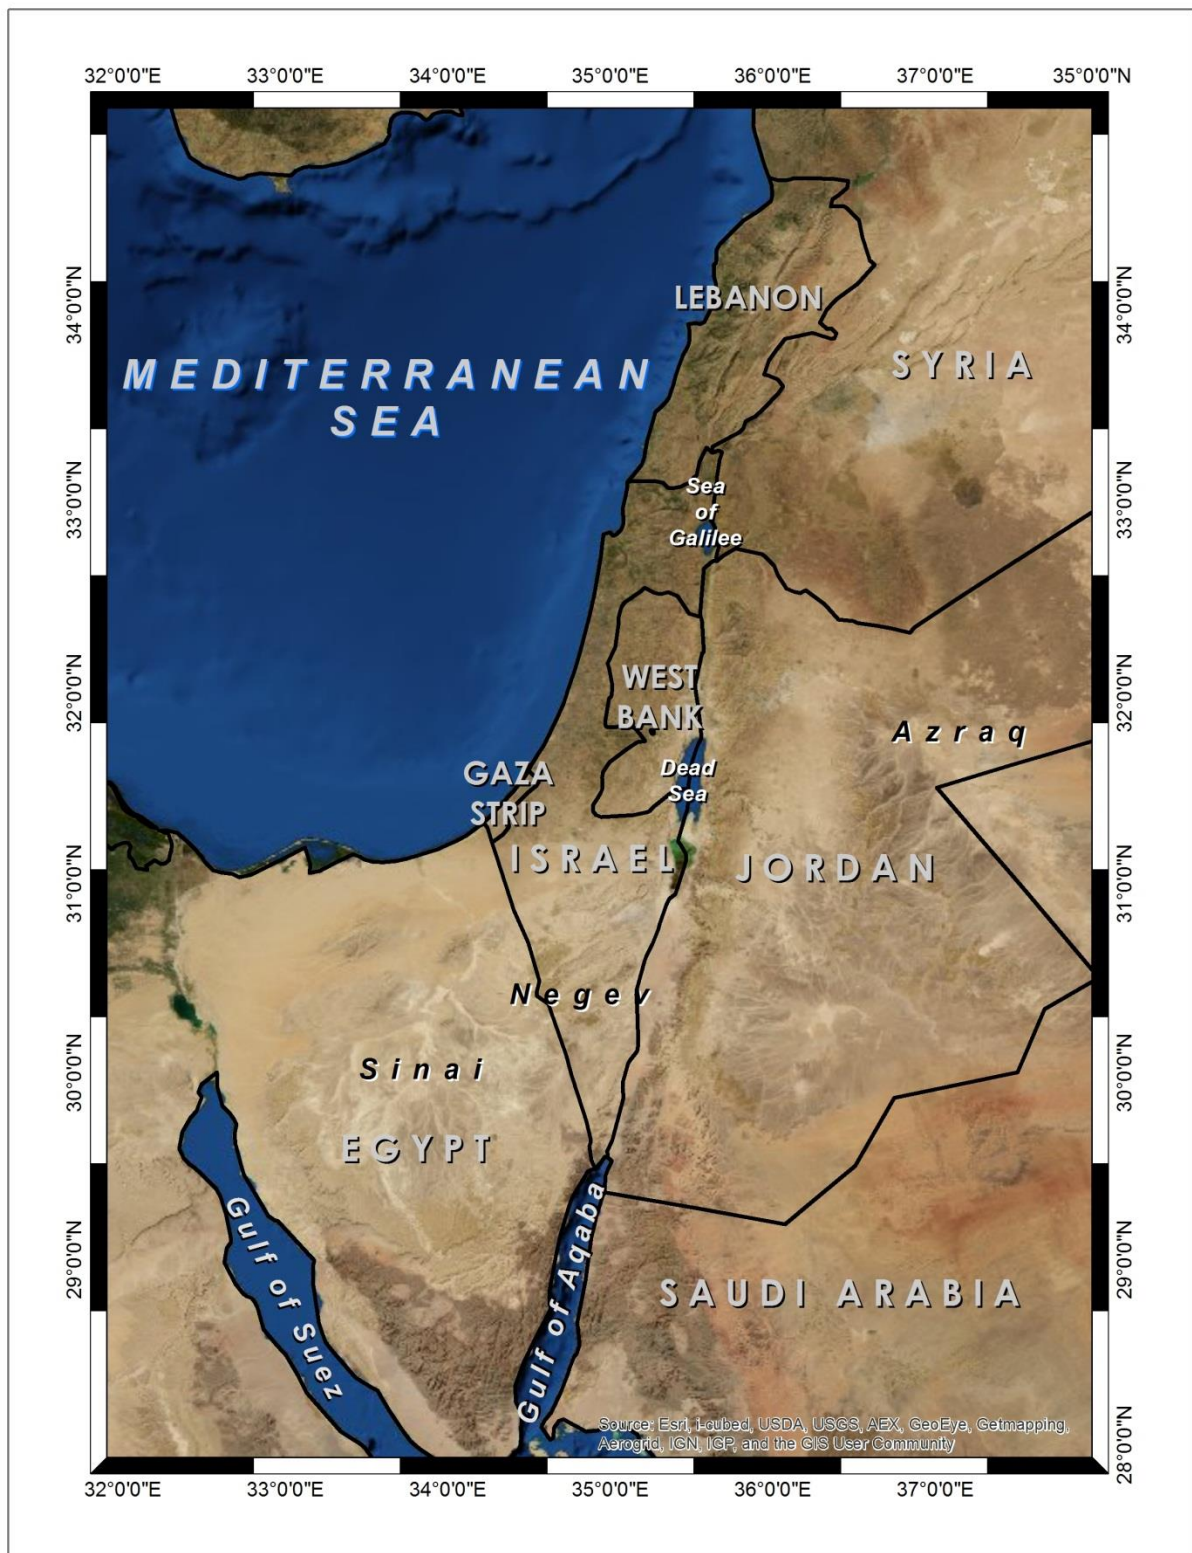 32°0'0"E 33°0'0"E 34°0'0"E 35°0'0"E 36°0'0"E 37°0'0"E 35°0'0"N
34°0'0"N
34°0'0"N
LEBANON
SYRIA
MEDITERRANEAN
SEA
33°0'0"N
33°0'0"N
Sea
of
Galilee
32°0'0"N
32°0'0"N
WEST
BANK
Azraq
GAZA
STRIP
Dead
Sea
ISRAEL
JORDAN
31°0'0"N
31°0'0"N
Negev
Sinai
30°0'0"N
30°0'0"N
EGYPT
Gulf of Suez
Gulf of Aqaba
29°0'0"N
29°0'0"N
SAUDI ARABIA
Source: Esri, i-cubed, USDA, USGS, AEX, GeoEye, Getmapping,
Aerogrid, IGN, IGP, and the GIS User Community
28°0'0"N
32°0'0"E 33°0'0"E 34°0'0"E 35°0'0"E 36°0'0"E 37°0'0"E